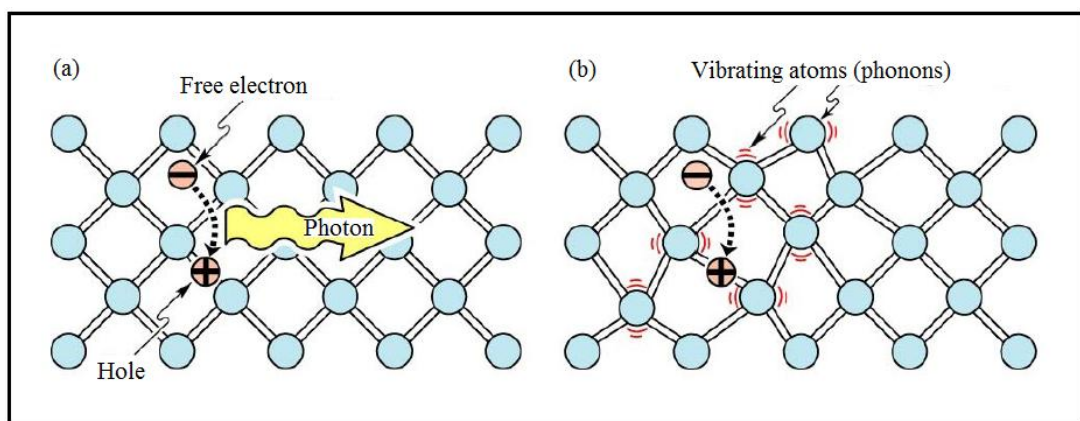 (a)
Free electron
Photon
Hole
(b)
Vibrating atoms (phonons)